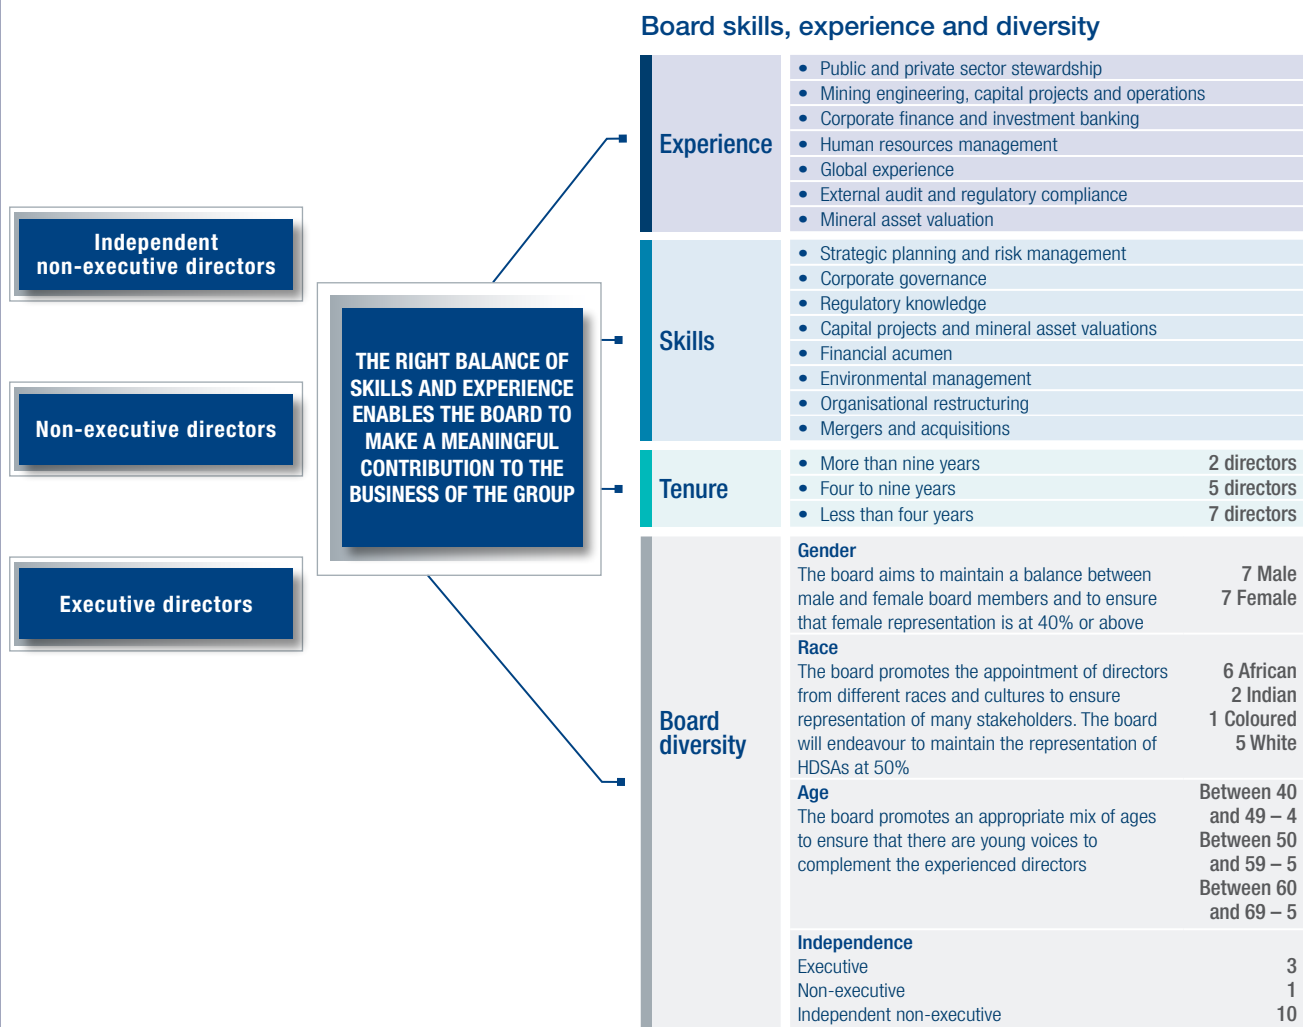 Board skills, experience and diversity
Independent
non-executive directors
Non-executive directors
Executive directors
THE RIGHT BALANCE OF
SKILLS AND EXPERIENCE
ENABLES THE BOARD TO
MAKE A MEANINGFUL
CONTRIBUTION TO THE
BUSINESS OF THE GROUP
Experience
• Public and private sector stewardship
• Mining engineering, capital projects and operations
• Corporate finance and investment banking
• Human resources management
• Global experience
• External audit and regulatory compliance
• Mineral asset valuation
Skills
• Strategic planning and risk management
• Corporate governance
• Regulatory knowledge
• Capital projects and mineral asset valuations
• Financial acumen
• Environmental management
• Organisational restructuring
• Mergers and acquisitions
Tenure
• More than nine years 2 directors
• Four to nine years 5 directors
• Less than four years 7 directors
Board
diversity
Gender
The board aims to maintain a balance between 7 Male
male and female board members and to ensure 7 Female
that female representation is at 40% or above
Race
The board promotes the appointment of directors 6 African
from different races and cultures to ensure 2 Indian
representation of many stakeholders. The board 1 Coloured
will endeavour to maintain the representation of 5 White
HDSAs at 50%
Age Between 40
The board promotes an appropriate mix of ages and 49 – 4
to ensure that there are young voices to Between 50
complement the experienced directors and 59 – 5
Between 60
and 69 – 5
Independence
Executive 3
Non-executive 1
Independent non-executive 10